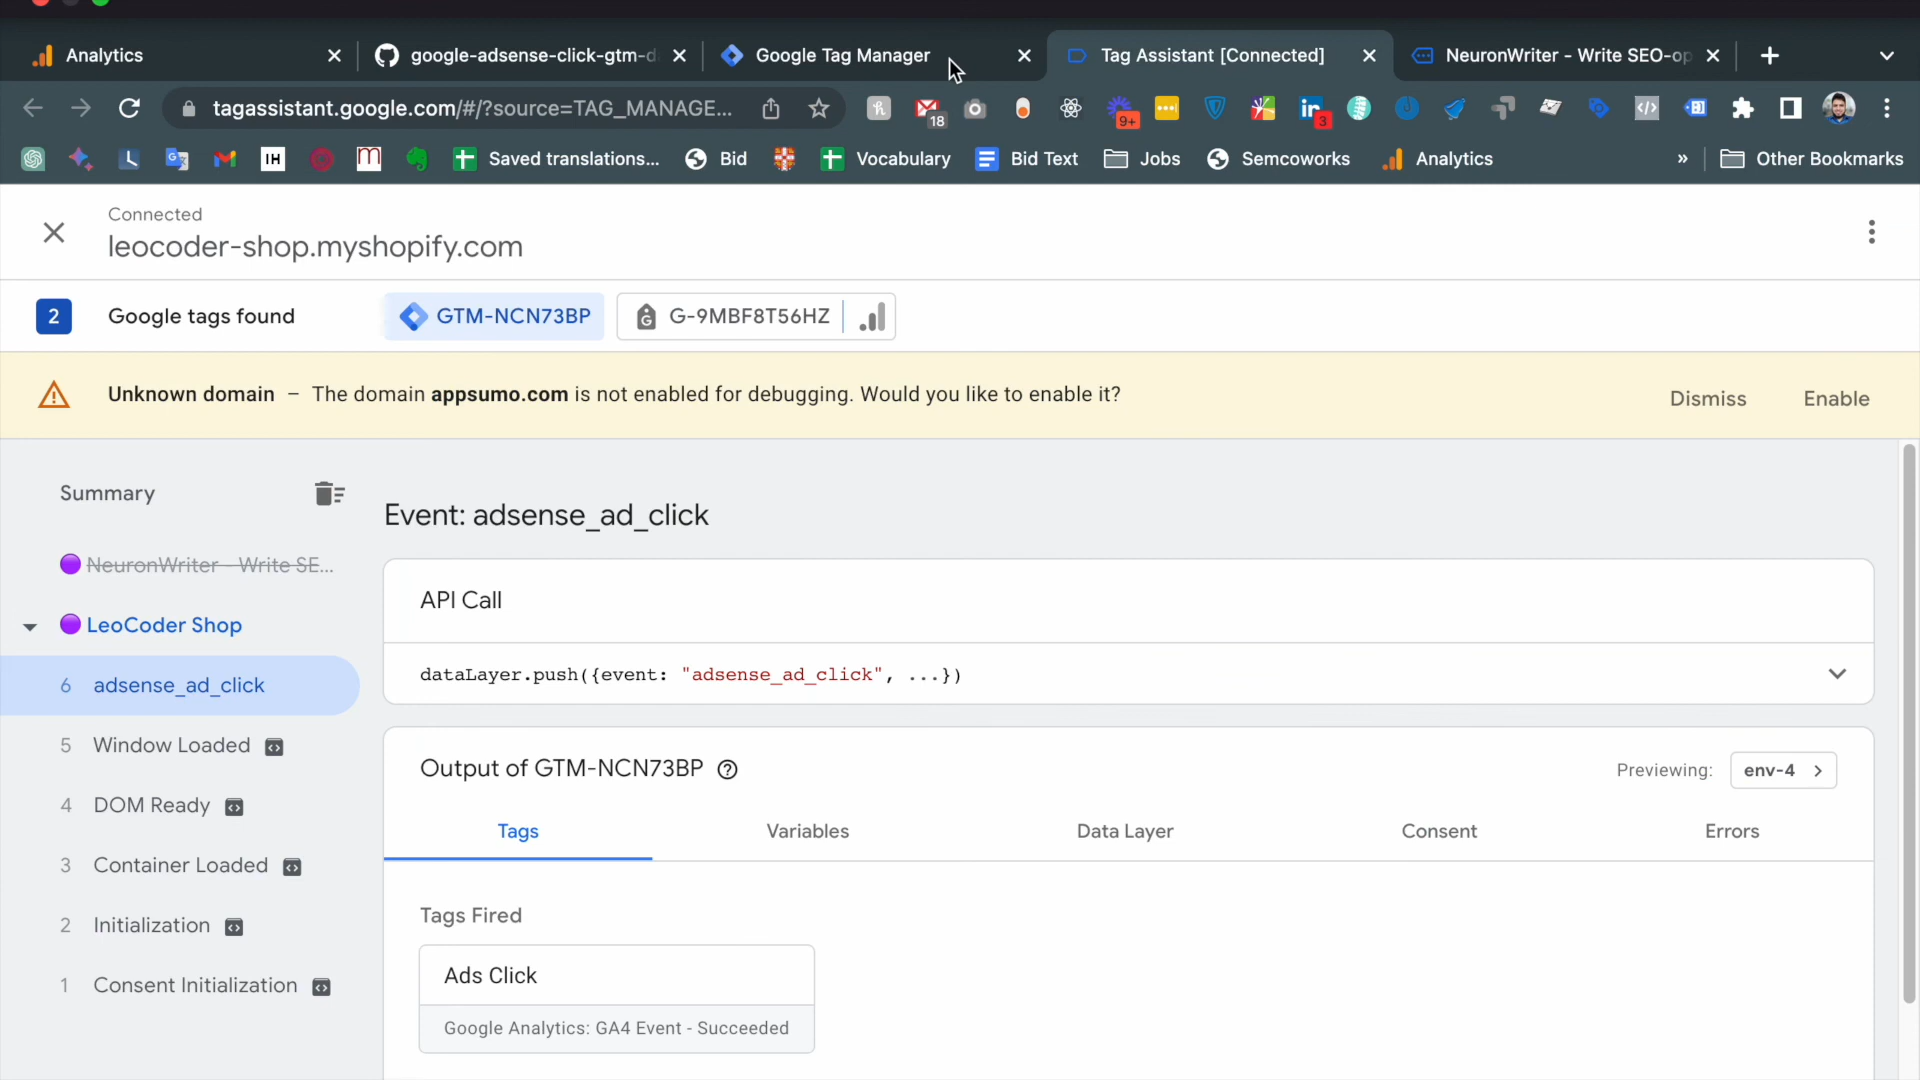 Analytics
google-adsense-click-gtm-d
Google Tag Manager
Tag Assistant [Connected]
NeuronWriter - Write SEO-op
tagassistant.google.com/#/?source=TAG_MANAGE...
18
9+
3
IH
m
Saved translations...
Bid
Vocabulary
Bid Text
Jobs
Semcoworks
Analytics
»
Other Bookmarks
Connected
leocoder-shop.myshopify.com
2
Google tags found
GTM-NCN73BP
G-9MBF8T56HZ
Unknown domain – The domain appsumo.com is not enabled for debugging. Would you like to enable it?
Dismiss
Enable
Summary
NeuronWriter - Write SE...
LeoCoder Shop
6 adsense_ad_click
5 Window Loaded
4 DOM Ready
3 Container Loaded
2 Initialization
1 Consent Initialization
Event: adsense_ad_click
API Call
dataLayer.push({event: "adsense_ad_click", ...})
Output of GTM-NCN73BP
Previewing: env-4
Tags
Variables
Data Layer
Consent
Errors
Tags Fired
Ads Click
Google Analytics: GA4 Event - Succeeded